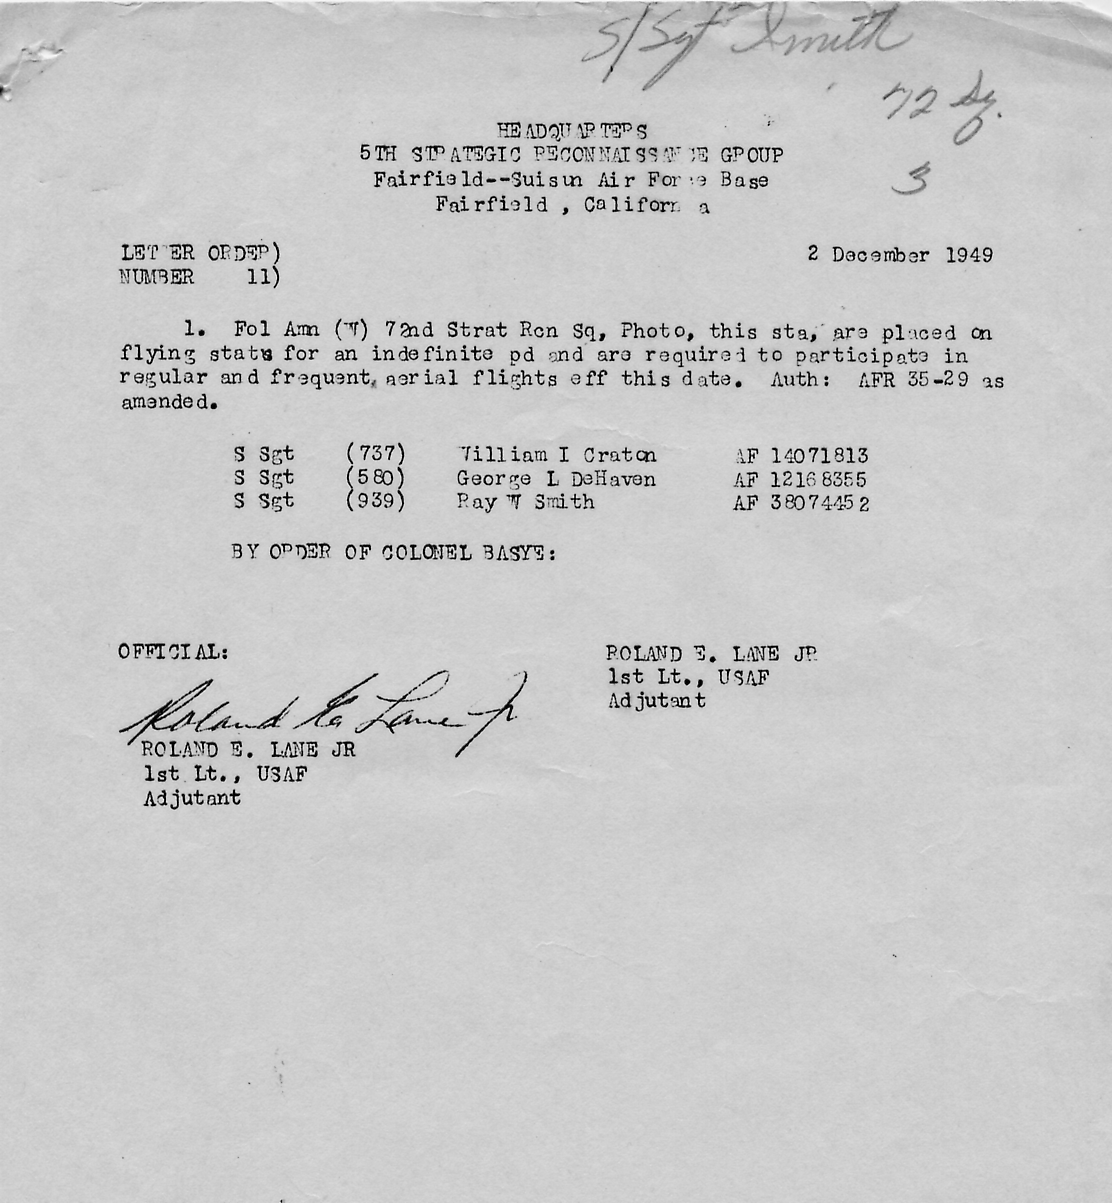 S/Sgt Smith
72 Sq.
3
HEADQUARTERS
5TH STRATEGIC RECONNAISSANCE GROUP
Fairfield--Suisun Air Force Base
Fairfield , California
LETTER ORDER)
NUMBER 11)
2 December 1949
1. Fol Amn (W) 72nd Strat Rcn Sq, Photo, this sta, are placed on
flying stats for an indefinite pd and are required to participate in
regular and frequent, aerial flights eff this date. Auth: AFR 35-29 as
amended.
S Sgt (737) William I Craton AF 14071813
S Sgt (580) George L DeHaven AF 12168355
S Sgt (939) Ray W Smith AF 38074452
BY ORDER OF COLONEL BASYE:
OFFICIAL:
Roland E. Lane Jr
ROLAND E. LANE JR
1st Lt., USAF
Adjutant
ROLAND E. LANE JR
1st Lt., USAF
Adjutant